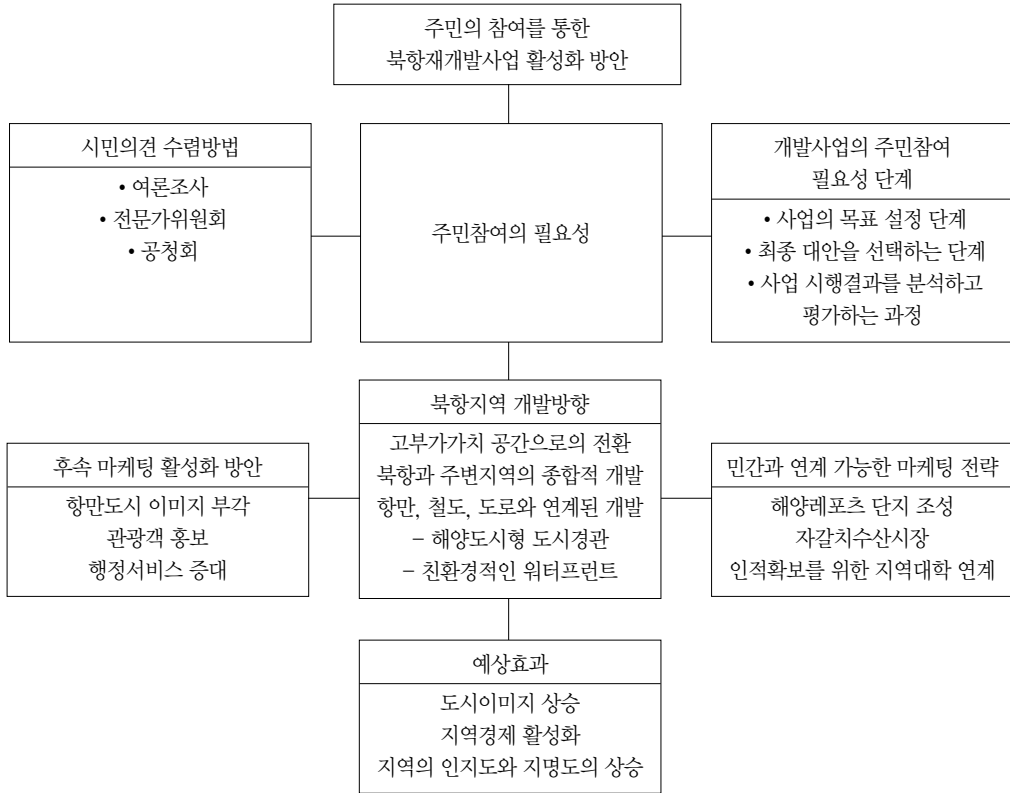 주민의 참여를 통한
북항재개발사업 활성화 방안
시민의견 수렴방법
• 여론조사
• 전문가위원회
• 공청회
주민참여의 필요성
개발사업의 주민참여
필요성 단계
• 사업의 목표 설정 단계
• 최종 대안을 선택하는 단계
• 사업 시행결과를 분석하고
평가하는 과정
북항지역 개발방향
고부가가치 공간으로의 전환
북항과 주변지역의 종합적 개발
항만, 철도, 도로와 연계된 개발
– 해양도시형 도시경관
– 친환경적인 워터프런트
후속 마케팅 활성화 방안
항만도시 이미지 부각
관광객 홍보
행정서비스 증대
민간과 연계 가능한 마케팅 전략
해양레포츠 단지 조성
자갈치수산시장
인적확보를 위한 지역대학 연계
예상효과
도시이미지 상승
지역경제 활성화
지역의 인지도와 지명도의 상승